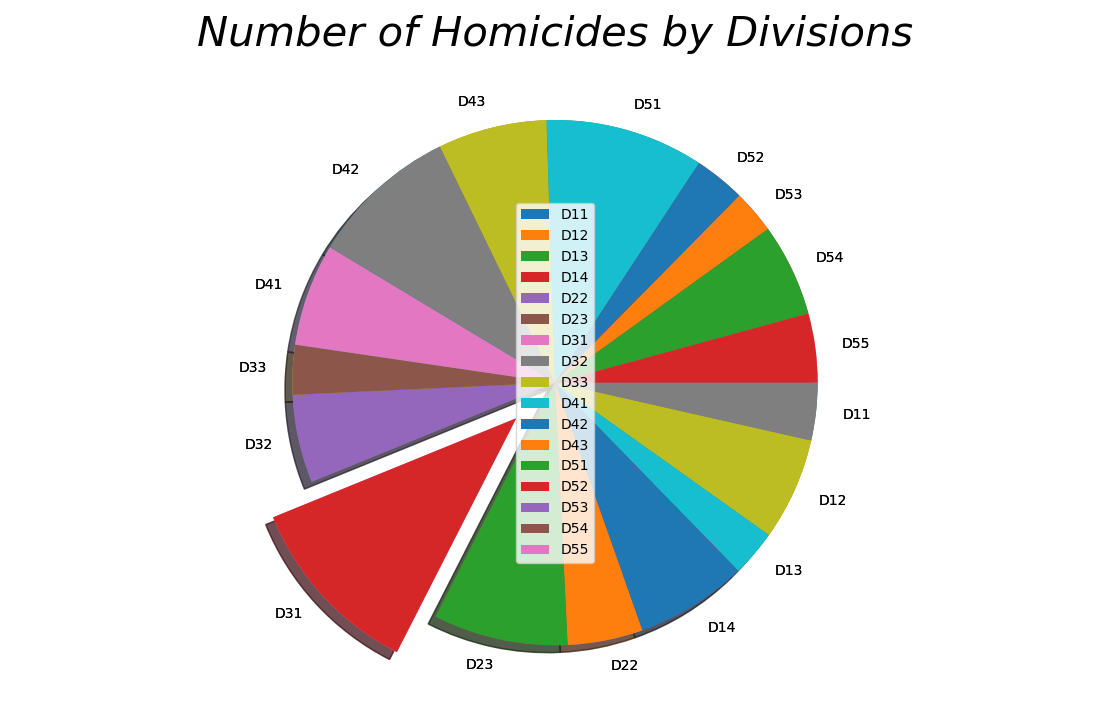 Number of Homicides by Divisions
D43
D51
D52
D42
D53
D54
D41
D55
D33
D11
D32
D12
D13
D31
D14
D23
D22
D11
D12
D13
D14
D22
D23
D31
D32
D33
D41
D42
D43
D51
D52
D53
D54
D55